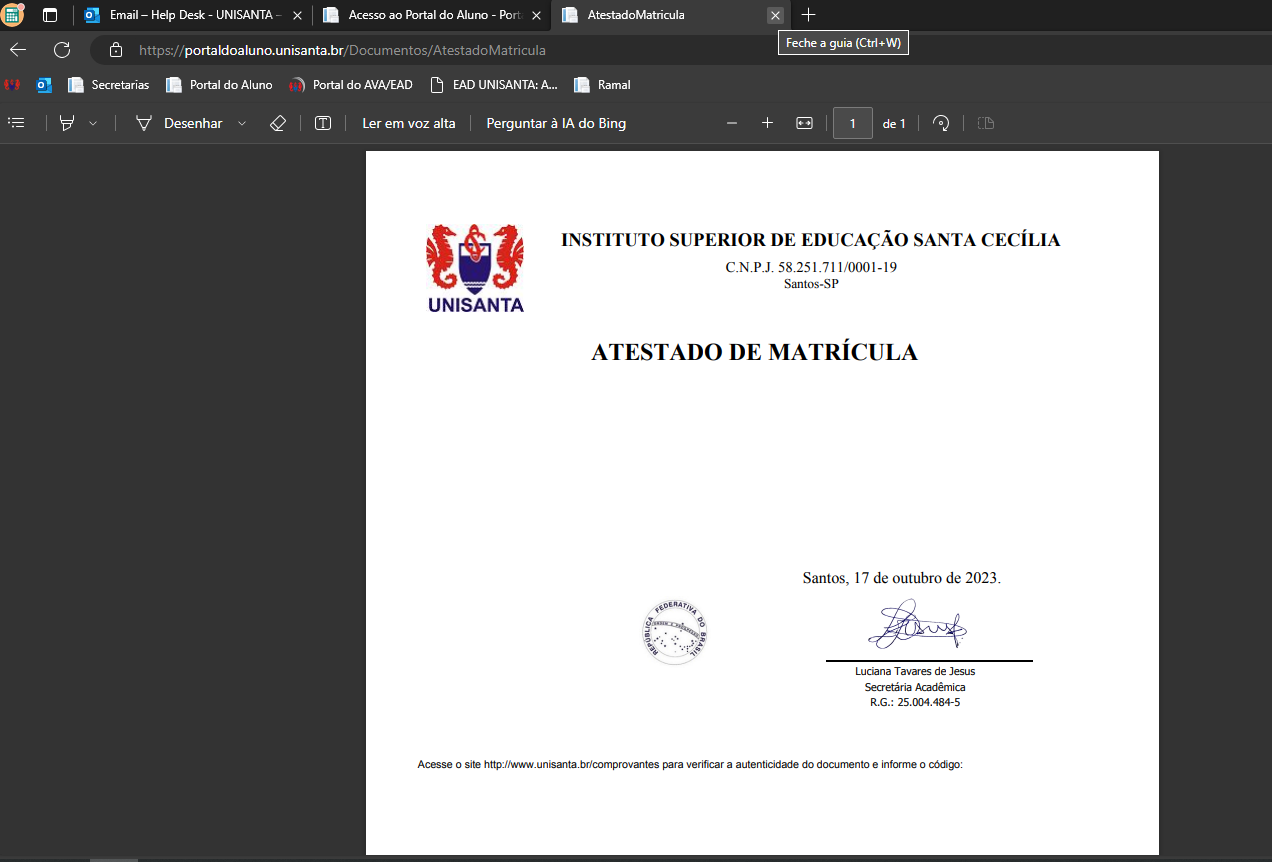 Email – Help Desk - UNISANTA –
Acesso ao Portal do Aluno - Port
AtestadoMatricula
Feche a guia (Ctrl+W)
https://portaldoaluno.unisanta.br/Documentos/AtestadoMatricula
Secretarias
Portal do Aluno
Portal do AVA/EAD
EAD UNISANTA: A...
Ramal
Desenhar
Ler em voz alta
Perguntar à IA do Bing
1
de 1
INSTITUTO SUPERIOR DE EDUCAÇÃO SANTA CECÍLIA
C.N.P.J. 58.251.711/0001-19
Santos-SP
UNISANTA
ATESTADO DE MATRÍCULA
Santos, 17 de outubro de 2023.
REPÚBLICA FEDERATIVA DO BRASIL
ORDEM E PROGRESSO
Luciana Tavares de Jesus
Secretária Acadêmica
R.G.: 25.004.484-5
Acesse o site http://www.unisanta.br/comprovantes para verificar a autenticidade do documento e informe o código: